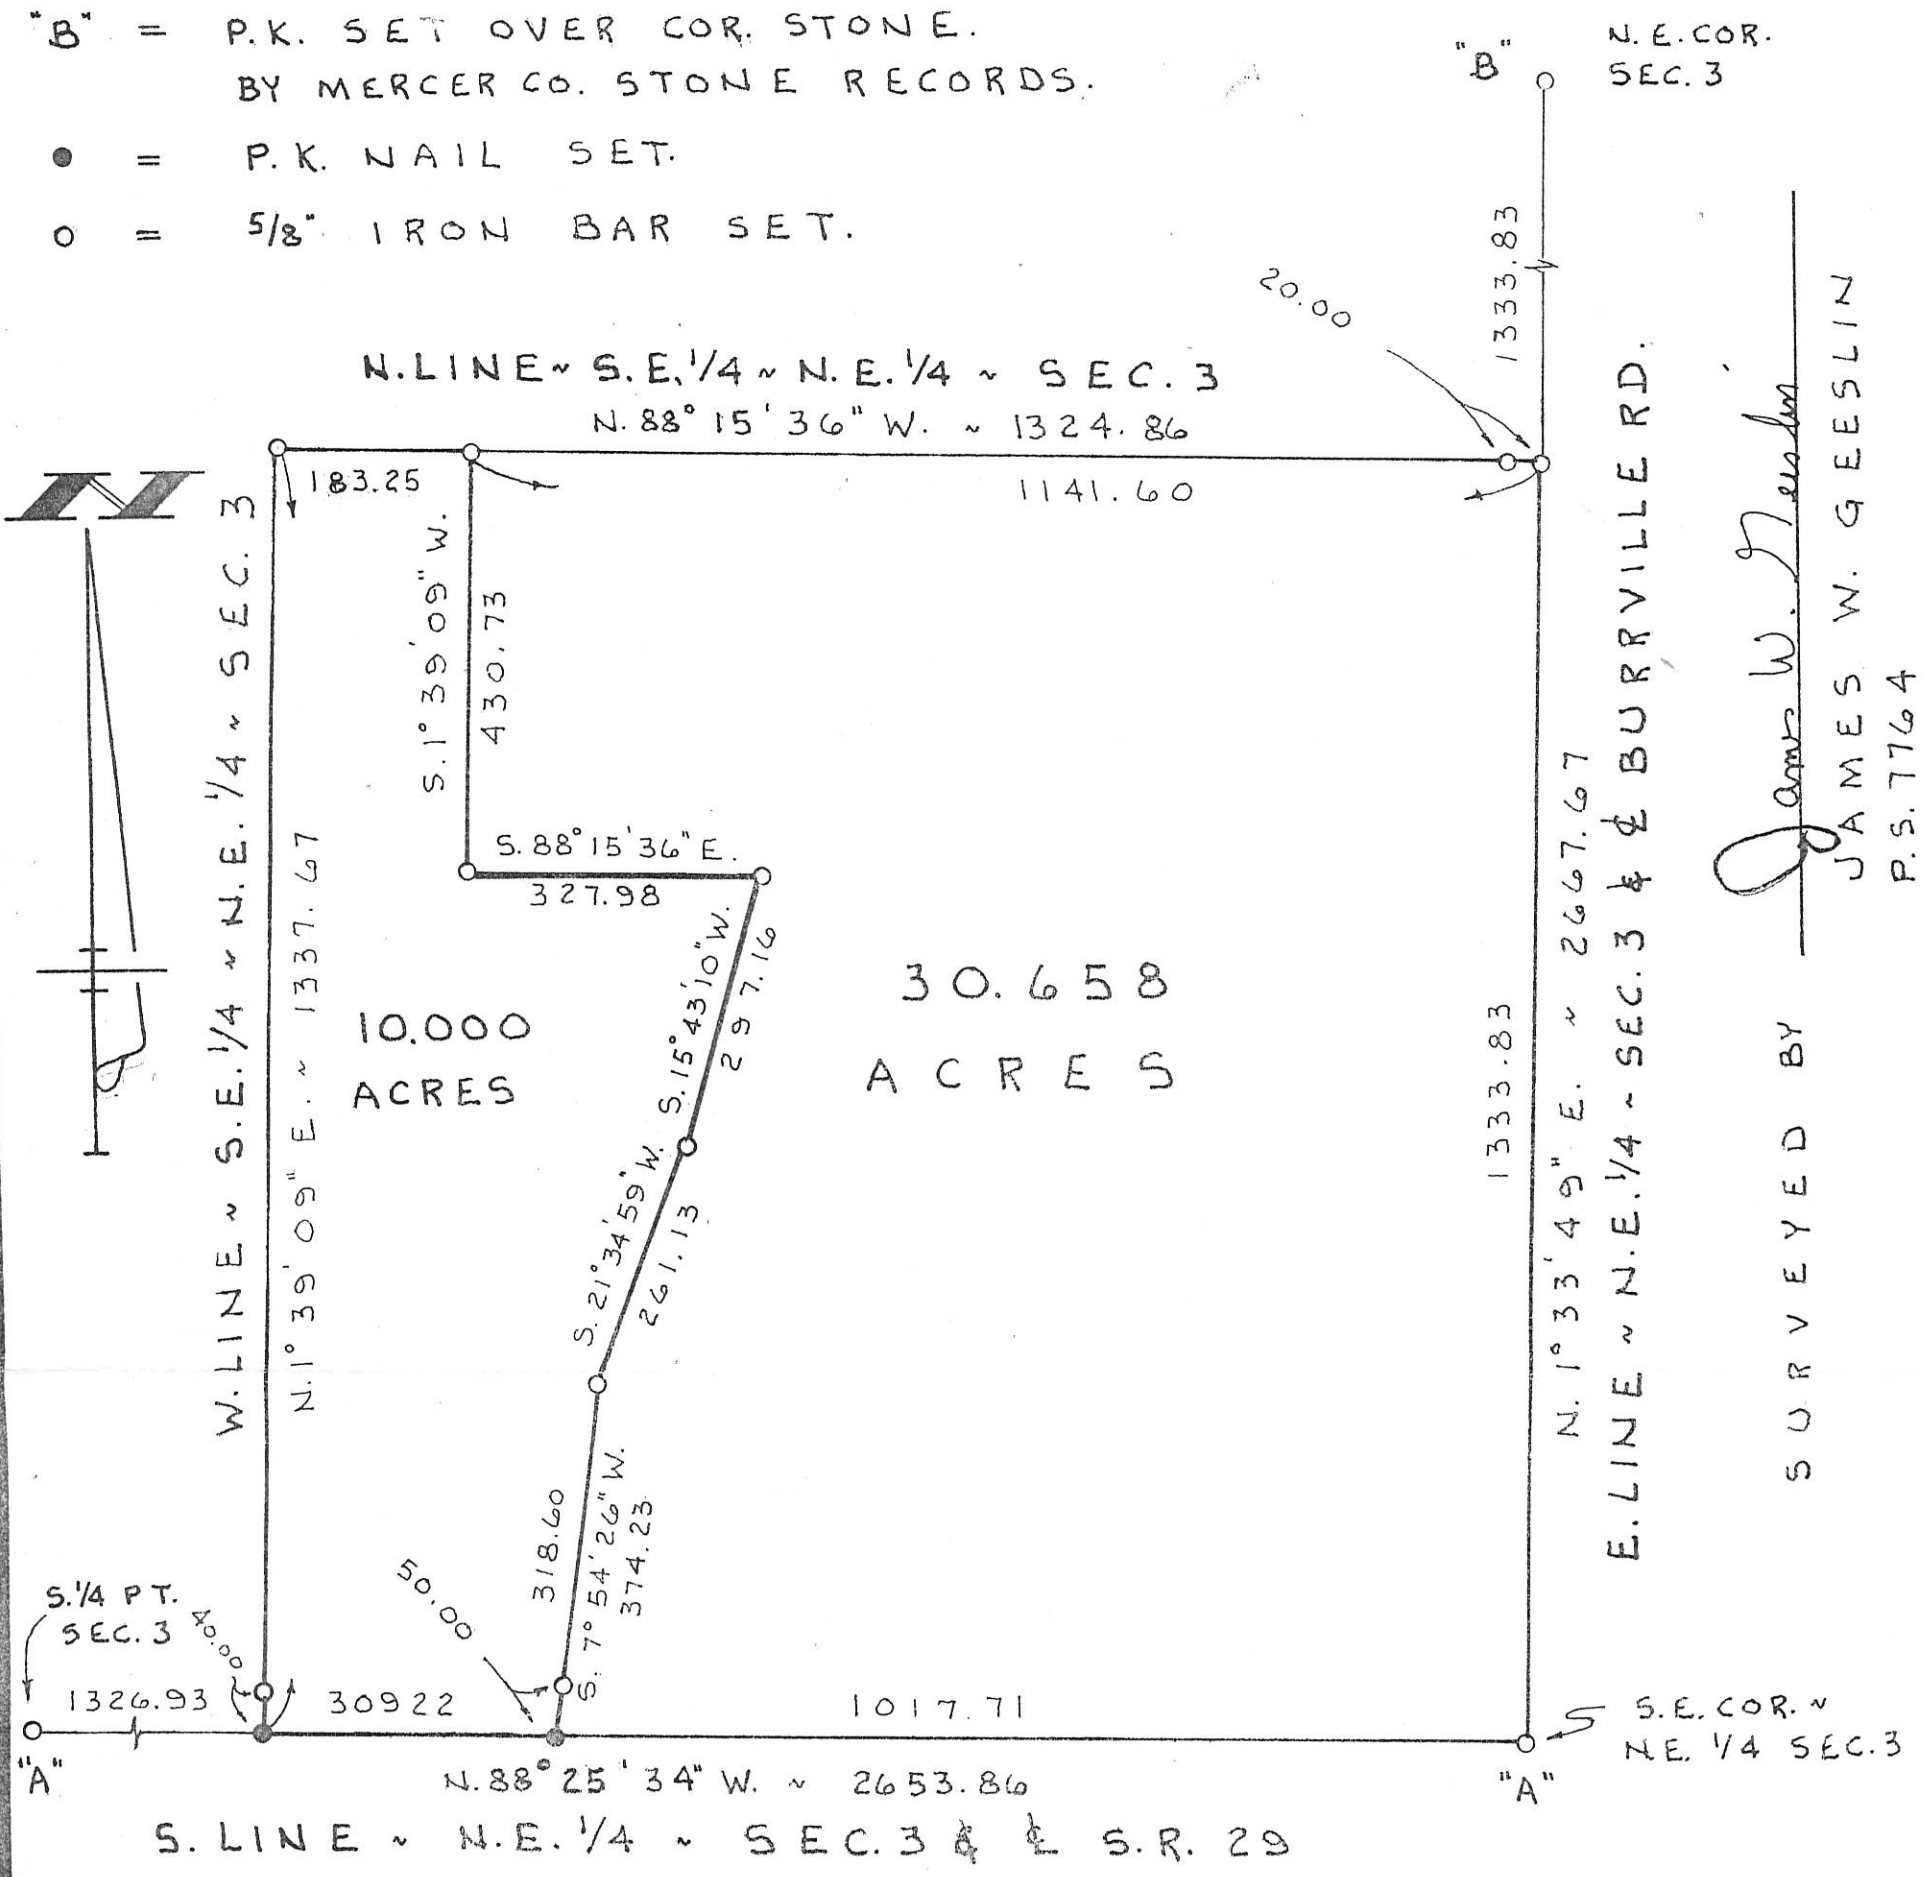 "B" = P.K. SET OVER COR. STONE.
BY MERCER CO. STONE RECORDS.
● = P.K. NAIL SET.
○ = 5/8" IRON BAR SET.
"B"
N.E. COR.
SEC. 3
1333.83
20.00
N. LINE ~ S.E. 1/4 ~ N.E. 1/4 ~ SEC. 3
N. 88° 15' 36" W. ~ 1324.86
N
183.25
1141.60
W. LINE ~ S.E. 1/4 ~ N.E. 1/4 ~ SEC. 3
N. 1° 39' 09" E. ~ 1337.67
S. 1° 39' 09" W.
430.73
S. 88° 15' 36" E.
327.98
S. 15° 43' 10" W.
297.16
10.000
ACRES
30.658
ACRES
S. 21° 34' 59" W.
261.13
318.60
S. 7° 54' 26" W.
374.23
1333.83
N. 1° 33' 49" E. ~ 2667.67
E. LINE ~ N.E. 1/4 ~ SEC. 3 & ℄ BURRVILLE RD.
SURVEYED BY
James W. Geeslin
JAMES W. GEESLIN
P.S. 7764
S. 1/4 PT.
SEC. 3
40.00
50.00
1326.93
30922
1017.71
S.E. COR. ~
N.E. 1/4 SEC. 3
"A"
"A"
N. 88° 25' 34" W. ~ 2653.86
S. LINE ~ N.E. 1/4 ~ SEC. 3 & ℄ S.R. 29